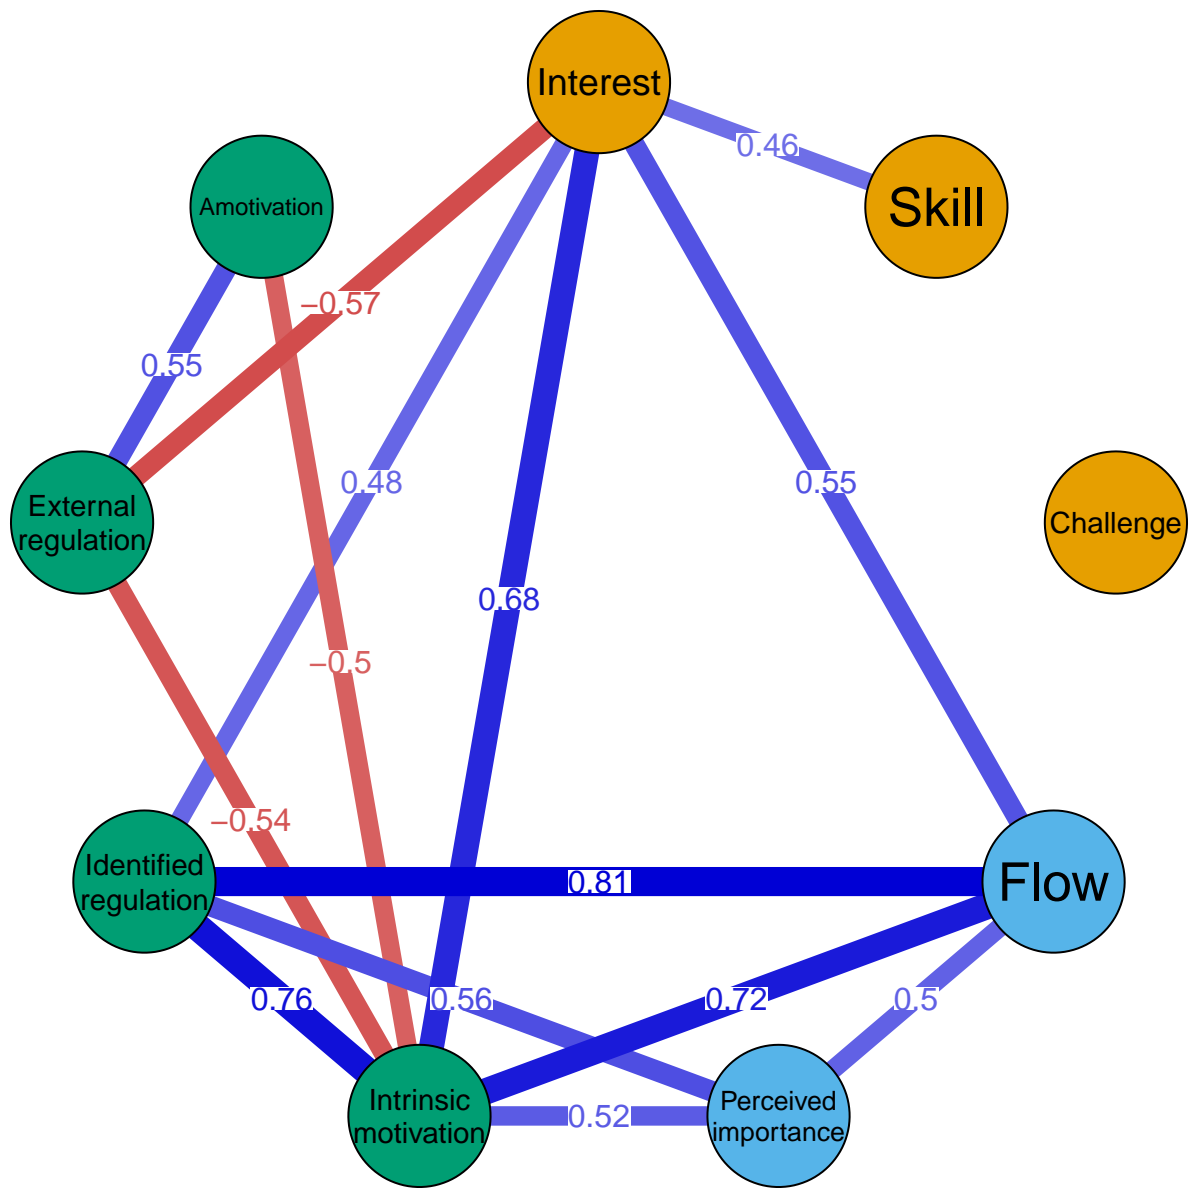 Interest
0.46
Skill
Amotivation
−0.57
0.55
0.48
0.55
External
regulation
Challenge
0.68
−0.5
−0.54
Identified
regulation
0.81
Flow
0.76
0.56
0.72
0.5
Intrinsic
motivation
0.52
Perceived
importance